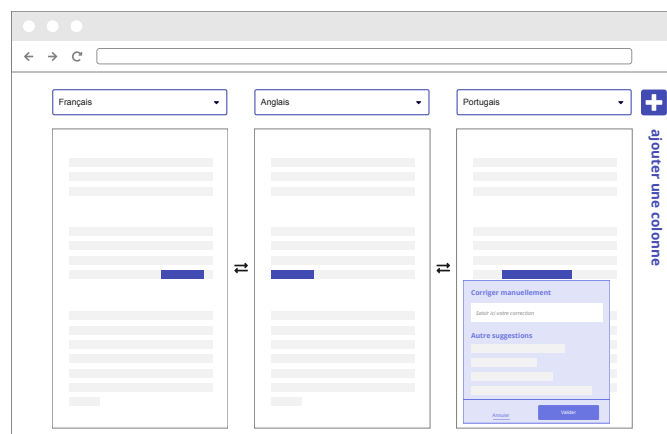 Français
Anglais
Portugais
ajouter une colonne
Corriger manuellement
Saisir ici votre correction
Autre suggestions
Annuler
Valider